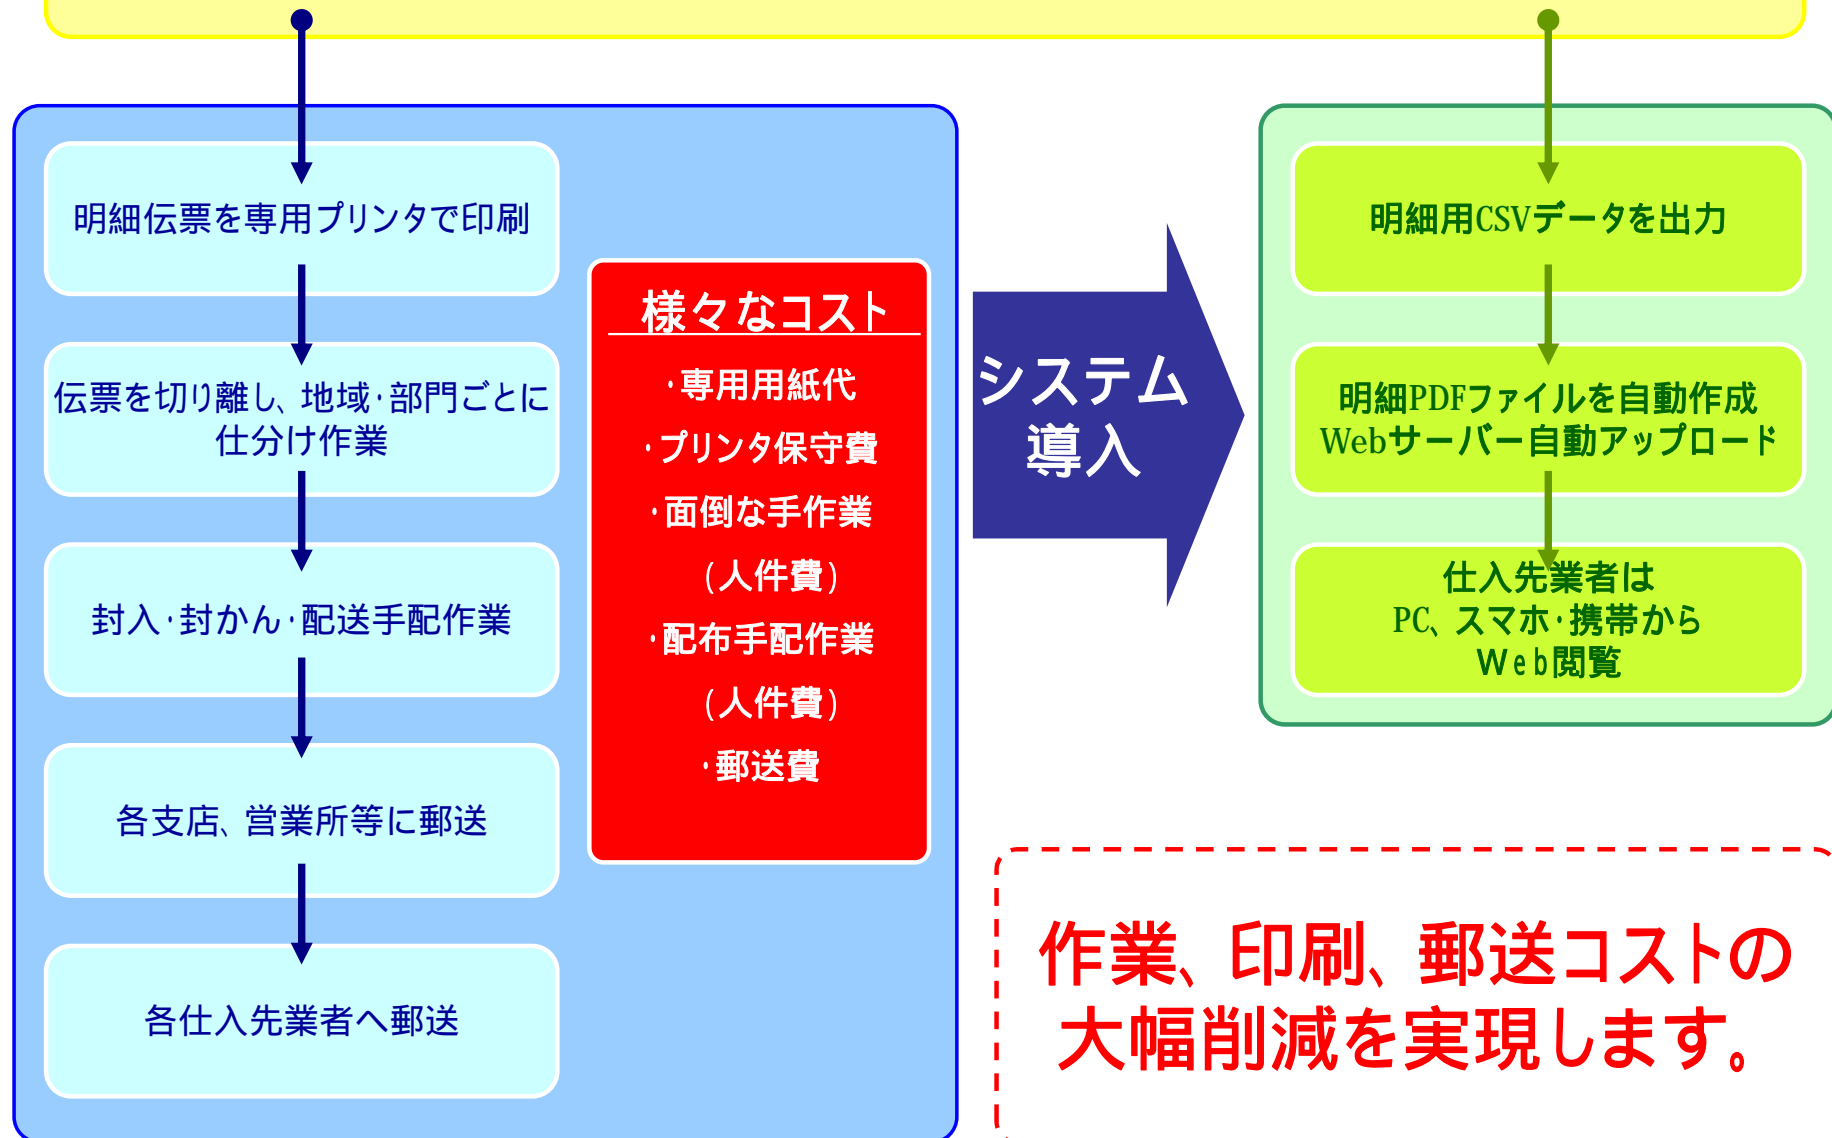 明細伝票を専用プリンタで印刷
伝票を切り離し、地域・部門ごとに
仕分け作業
封入・封かん・配送手配作業
各支店、営業所等に郵送
各仕入先業者へ郵送
様々なコスト
・専用用紙代
・プリンタ保守費
・面倒な手作業
(人件費)
・配布手配作業
(人件費)
・郵送費
システム
導入
明細用CSVデータを出力
明細PDFファイルを自動作成
Webサーバー自動アップロード
仕入先業者は
PC、スマホ・携帯から
Web閲覧
作業、印刷、郵送コストの
大幅削減を実現します。